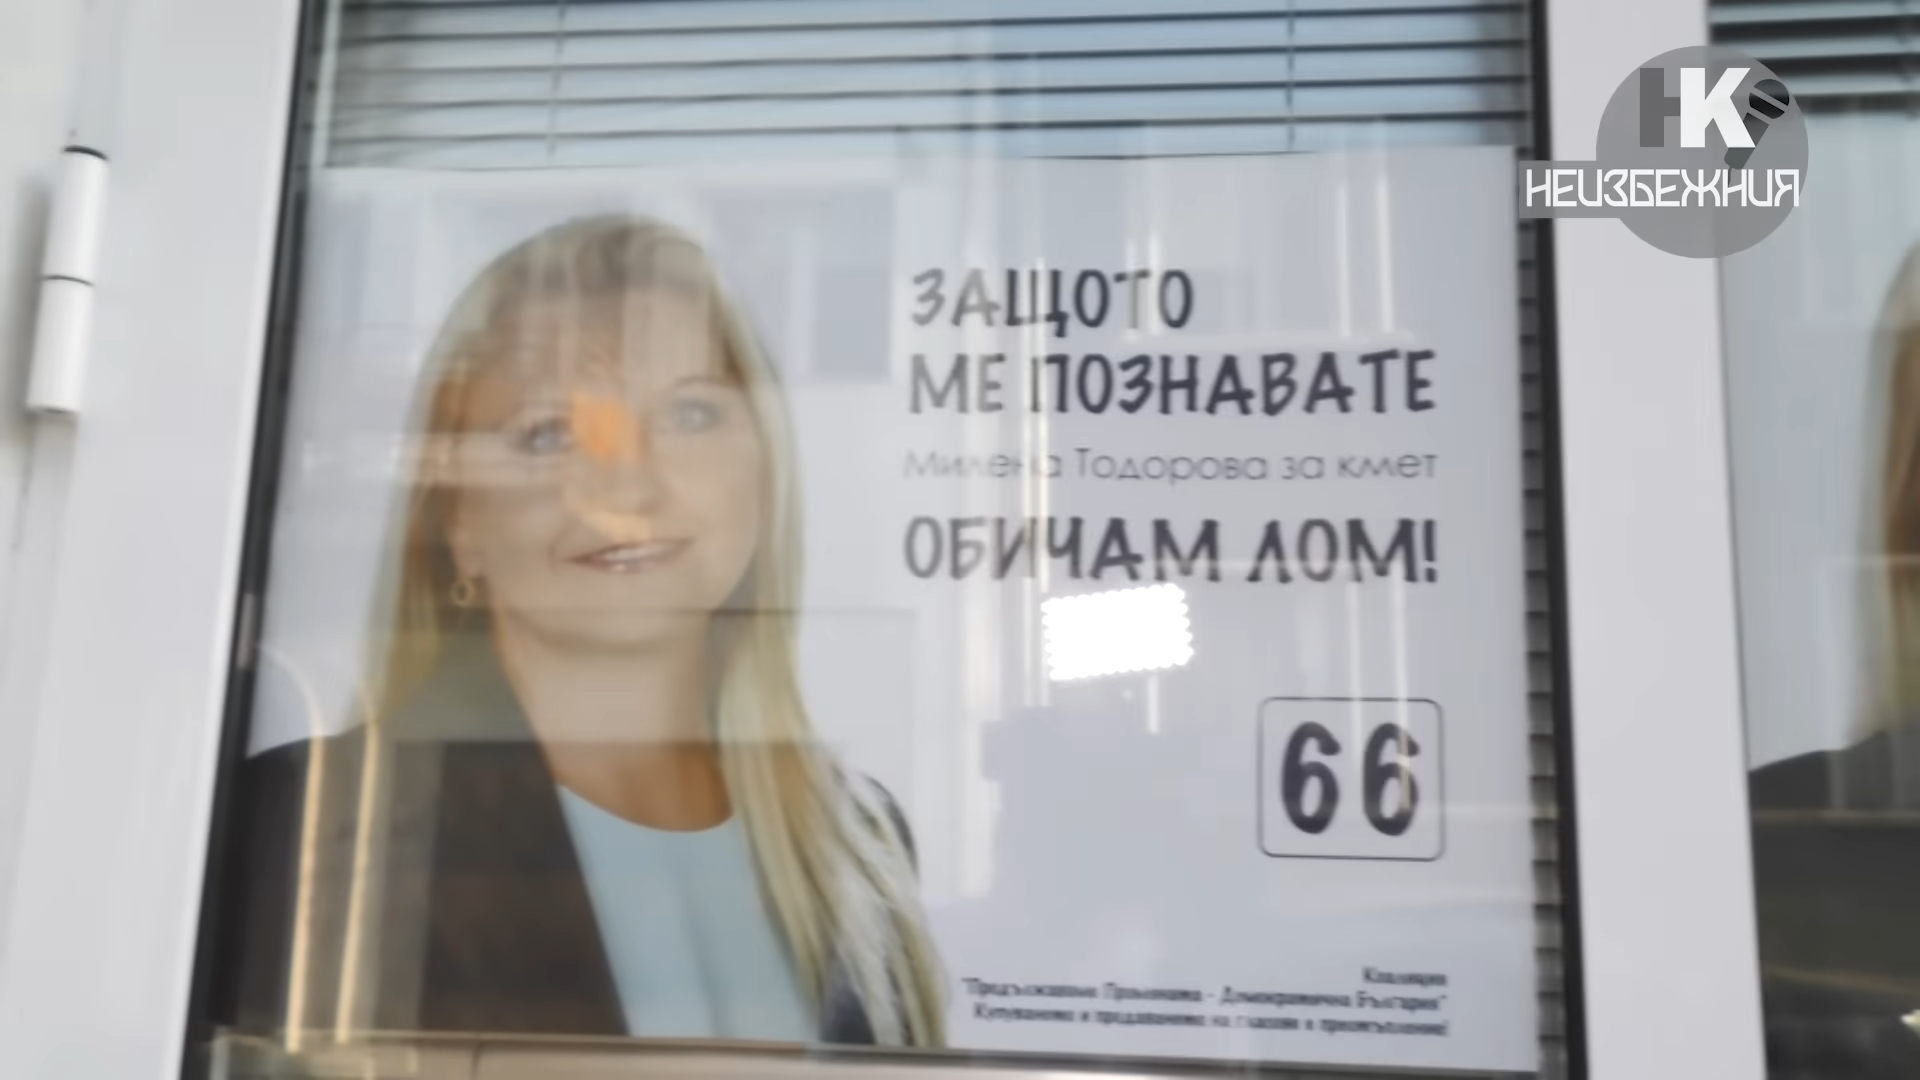 НК
НЕИЗБЕЖНИЯ
ЗАЩОТО
МЕ ПОЗНАВАТЕ
Милена Тодорова за кмет
ОБИЧАМ ЛОМ!
66
Коалиция
"Продължаваме Промяната - Демократична България"
Купуването и продаването на гласове е престъпление!